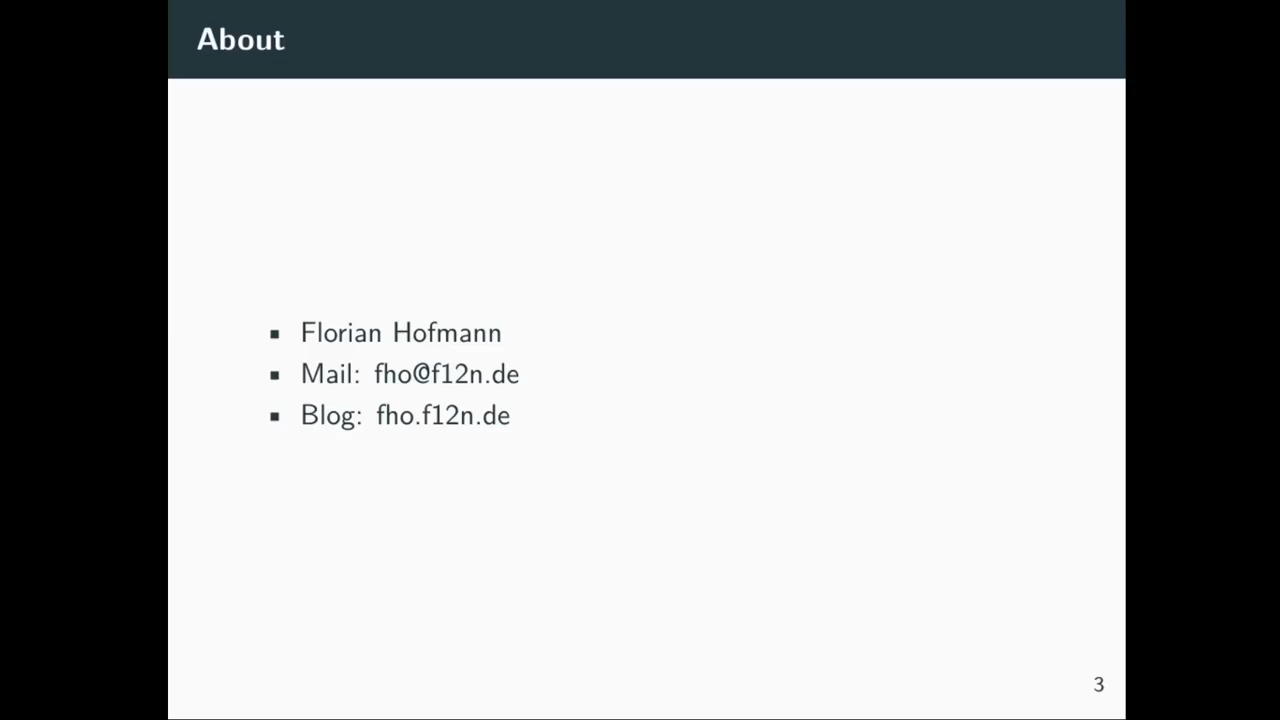 About
▪ Florian Hofmann
▪ Mail: fho@f12n.de
▪ Blog: fho.f12n.de
3